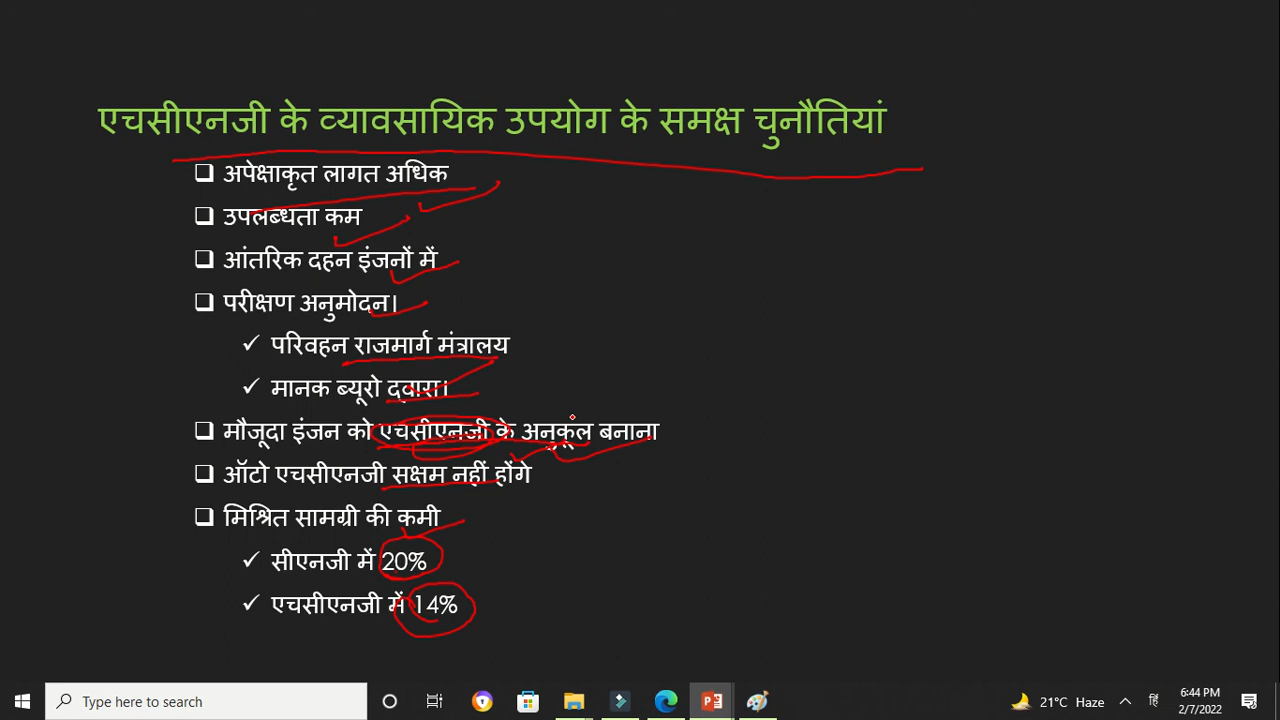 एचसीएनजी के व्यावसायिक उपयोग के समक्ष चुनौतियां
अपेक्षाकृत लागत अधिक
उपलब्धता कम
आंतरिक दहन इंजनों में
परीक्षण अनुमोदन।
परिवहन राजमार्ग मंत्रालय
मानक ब्यूरो द्वारा।
मौजूदा इंजन को एचसीएनजी के अनुकूल बनाना
ऑटो एचसीएनजी सक्षम नहीं होंगे
मिश्रित सामग्री की कमी
सीएनजी में 20%
एचसीएनजी में 14%
Type here to search
21°C Haze
हिं
6:44 PM
2/7/2022